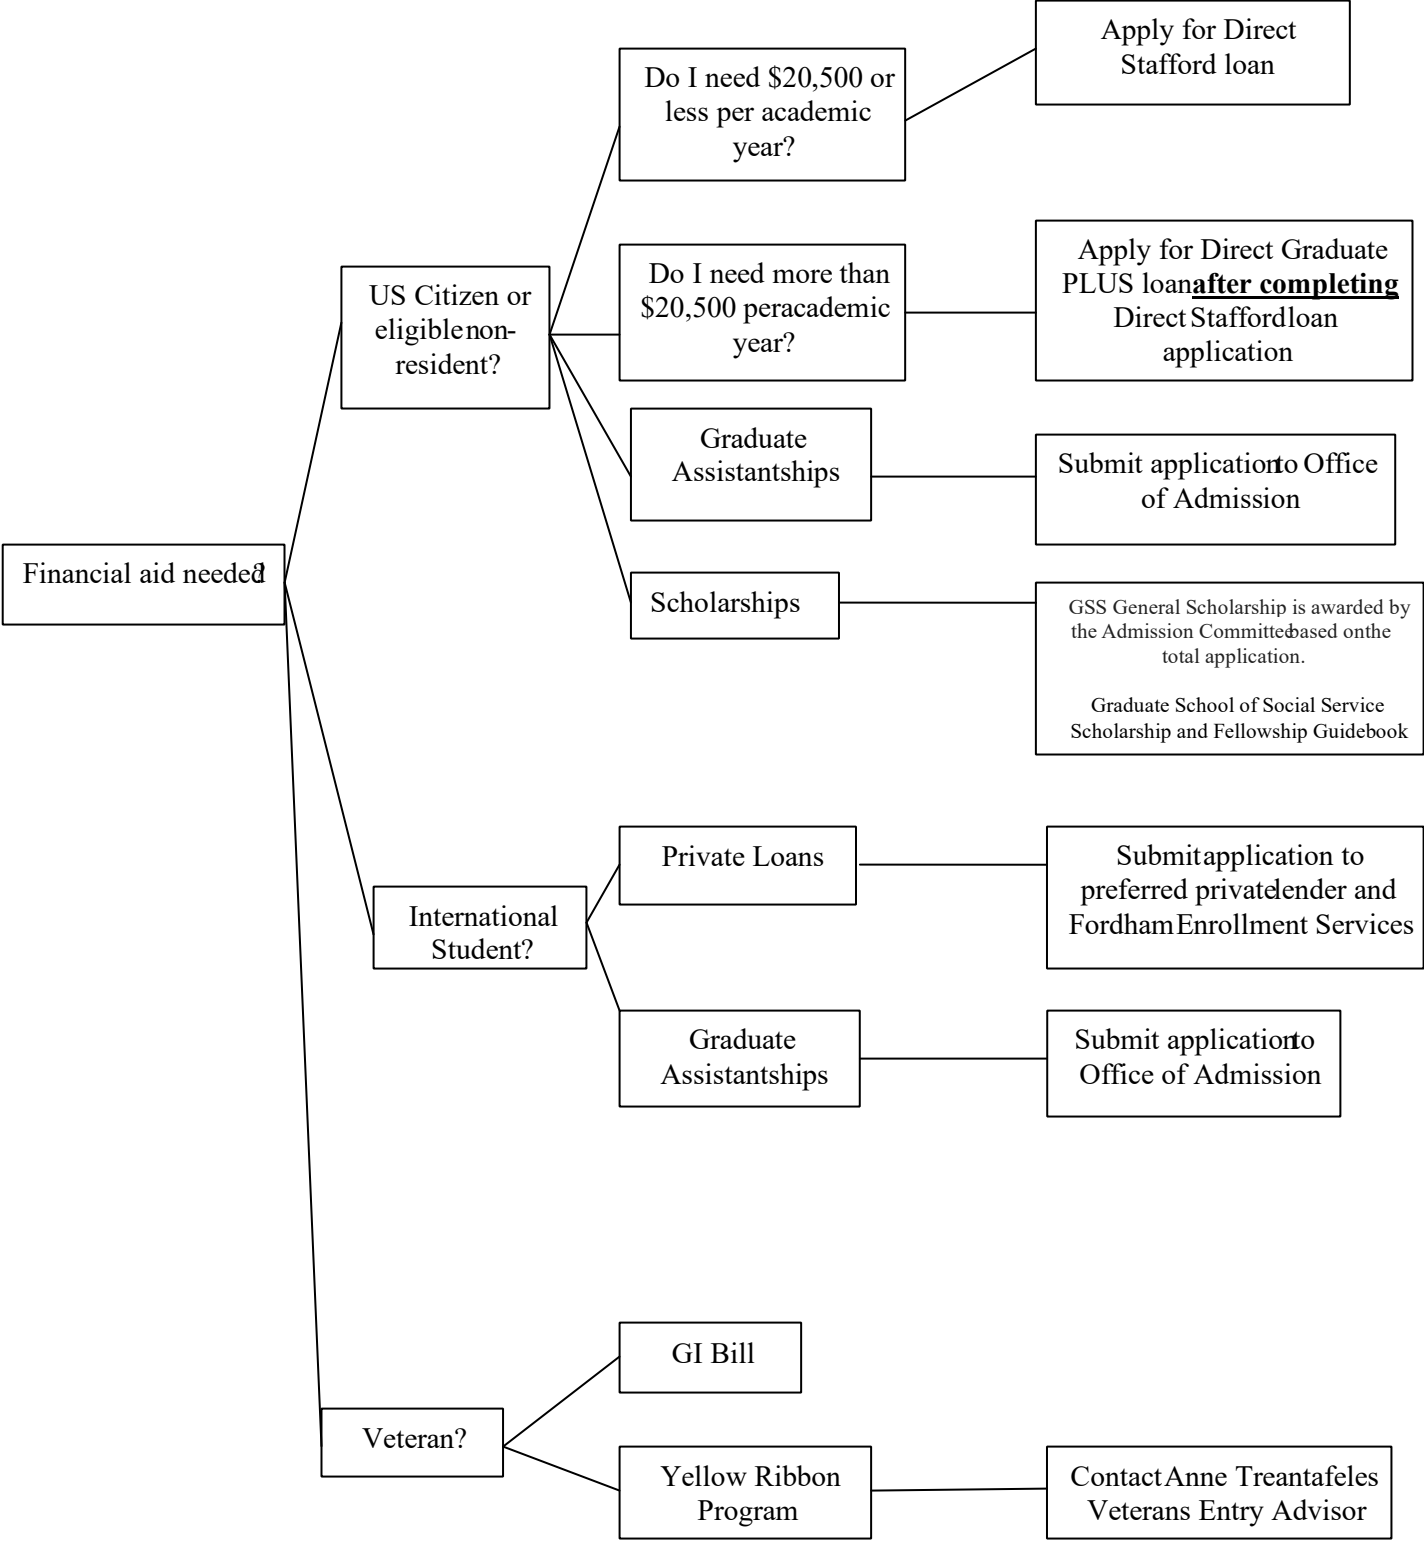 Apply for Direct
Stafford loan
Do I need $20,500 or
less per academic
year?
Apply for Direct Graduate
PLUS loan after completing
Direct Stafford loan
application
Do I need more than
$20,500 per academic
year?
US Citizen or
eligible non-
resident?
Graduate
Assistantships
Submit application to Office
of Admission
Financial aid needed?
Scholarships
GSS General Scholarship is awarded by
the Admission Committee based on the
total application.
Graduate School of Social Service
Scholarship and Fellowship Guidebook
Private Loans
Submit application to
preferred private lender and
Fordham Enrollment Services
International
Student?
Graduate
Assistantships
Submit application to
Office of Admission
GI Bill
Veteran?
Yellow Ribbon
Program
Contact Anne Treantafeles
Veterans Entry Advisor